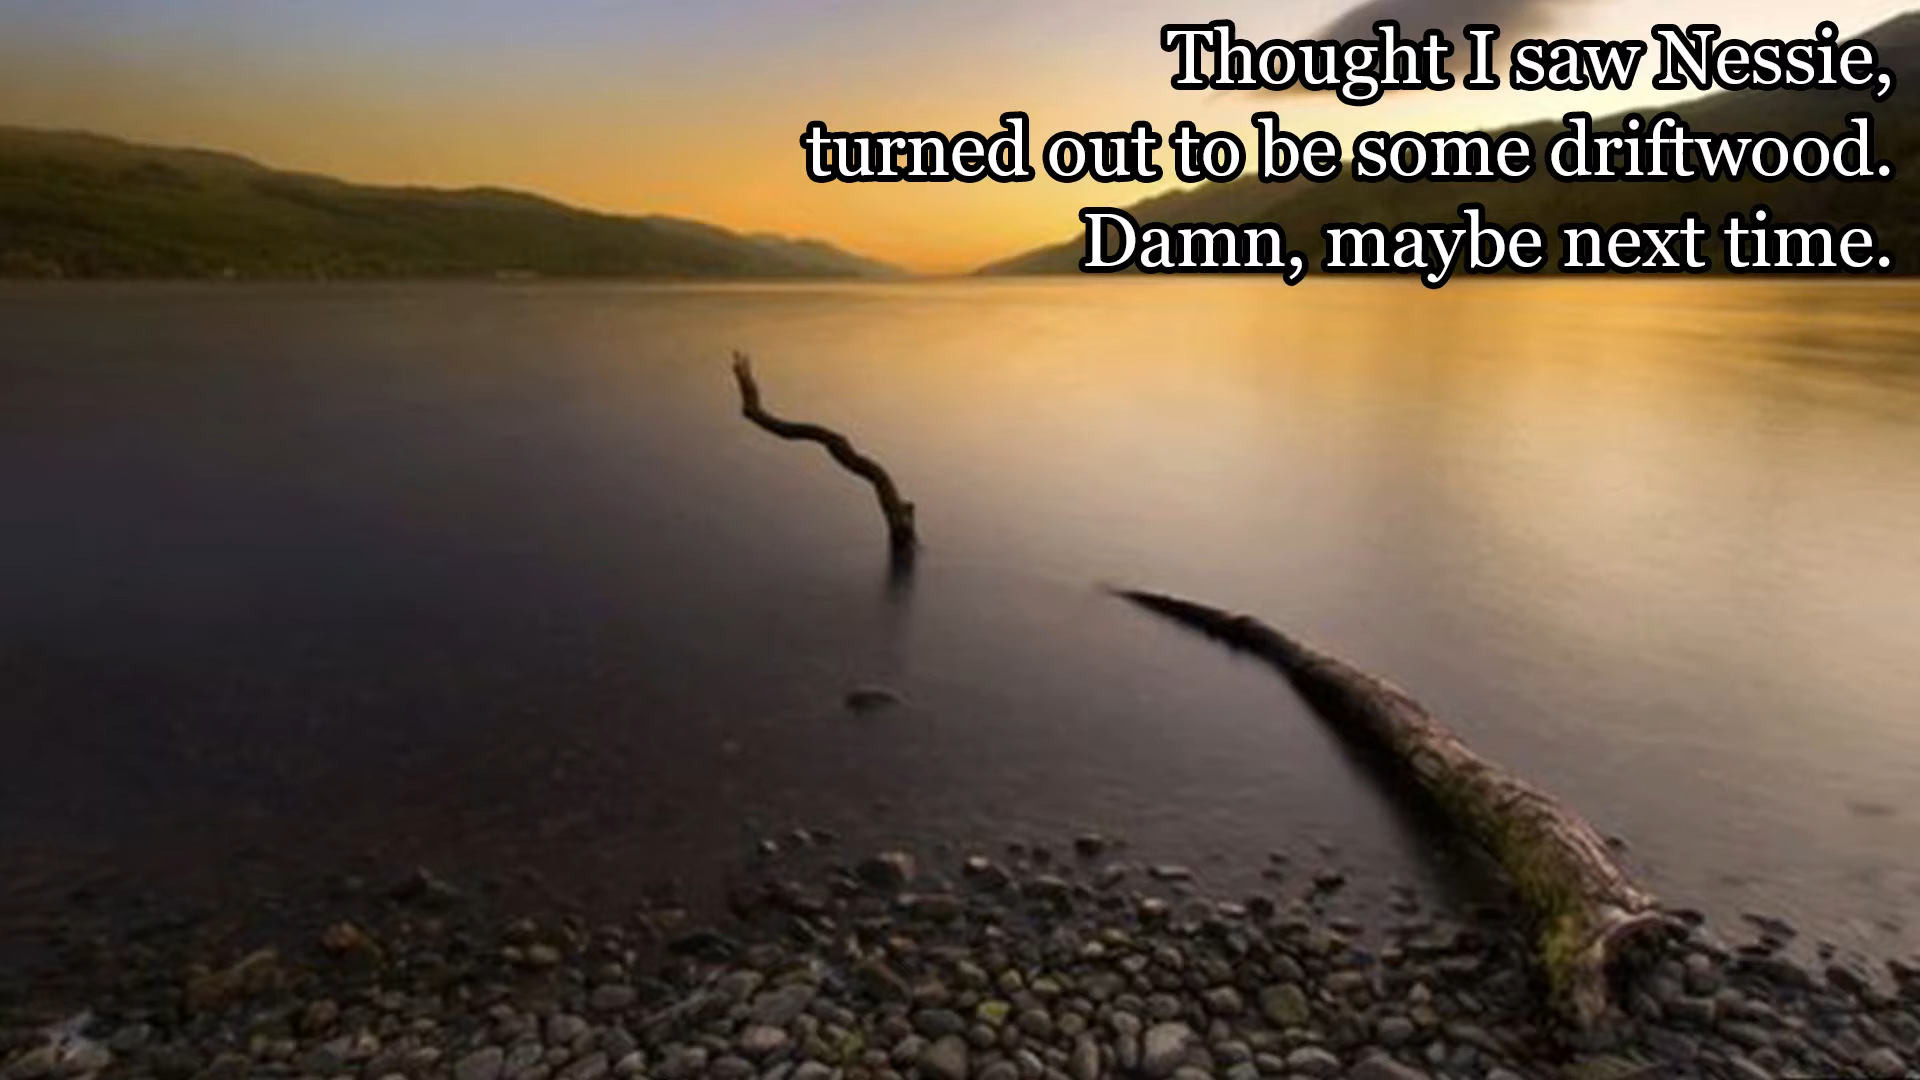 Thought I saw Nessie,
turned out to be some driftwood.
Damn, maybe next time.